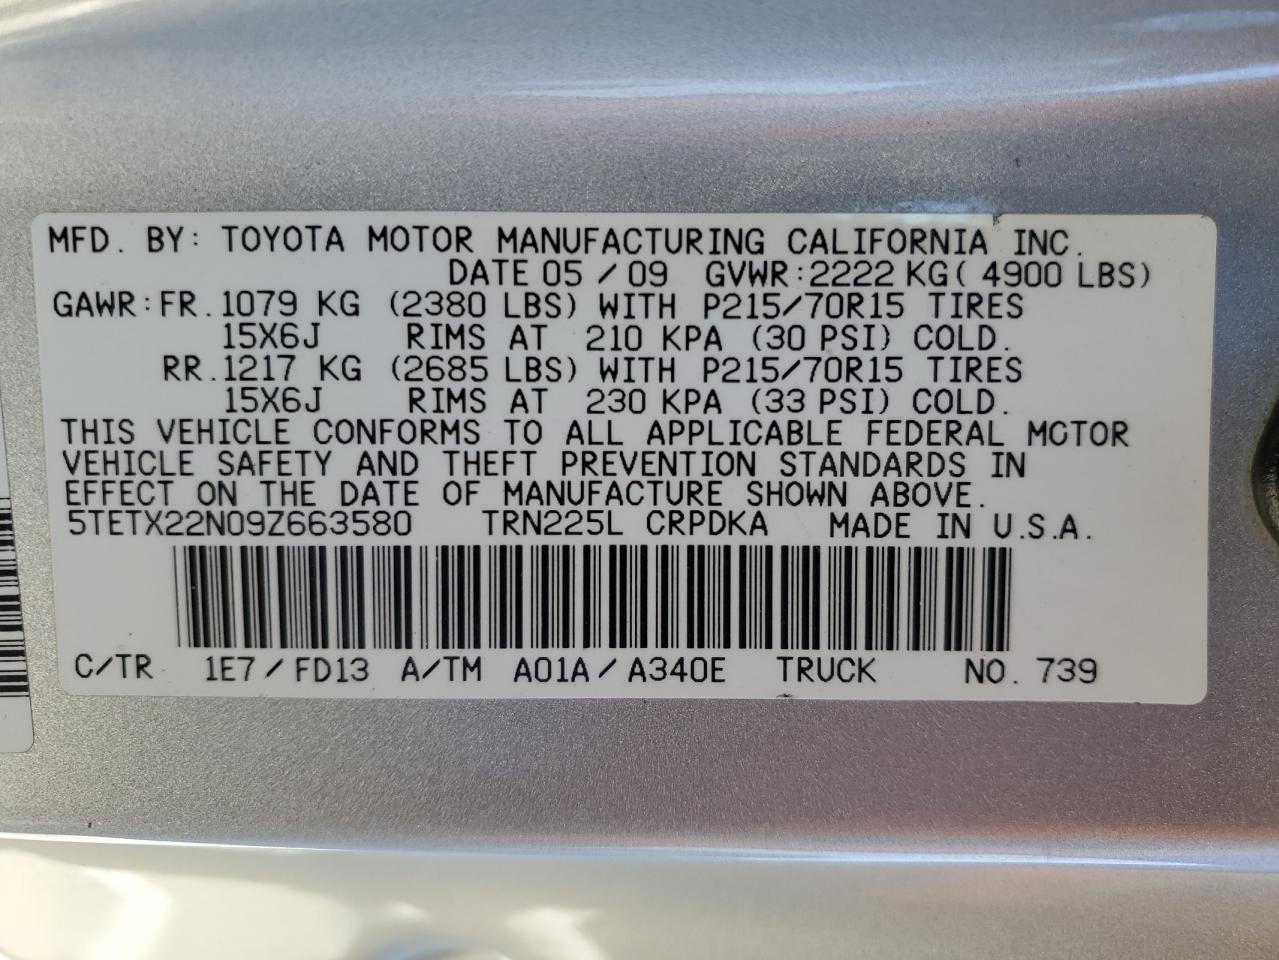 MFD. BY: TOYOTA MOTOR MANUFACTURING CALIFORNIA INC.
DATE 05 / 09 GVWR: 2222 KG ( 4900 LBS)
GAWR: FR. 1079 KG (2380 LBS) WITH P215/70R15 TIRES
15X6J RIMS AT 210 KPA (30 PSI) COLD.
RR. 1217 KG (2685 LBS) WITH P215/70R15 TIRES
15X6J RIMS AT 230 KPA (33 PSI) COLD.
THIS VEHICLE CONFORMS TO ALL APPLICABLE FEDERAL MOTOR
VEHICLE SAFETY AND THEFT PREVENTION STANDARDS IN
EFFECT ON THE DATE OF MANUFACTURE SHOWN ABOVE.
5TETX22N09Z663580 TRN225L CRPDKA MADE IN U.S.A.
C/TR 1E7 / FD13 A/TM A01A / A340E TRUCK NO. 739